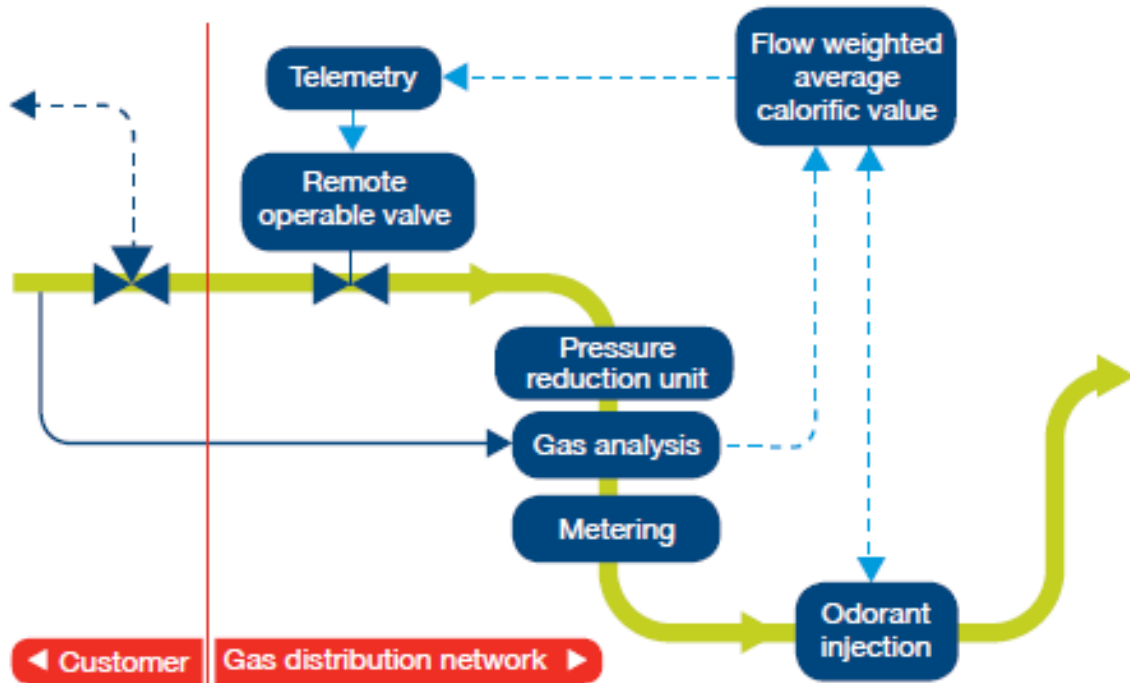 Flow weighted
average
calorific value
Telemetry
Remote
operable valve
Pressure
reduction unit
Gas analysis
Metering
Odorant
injection
Customer
Gas distribution network